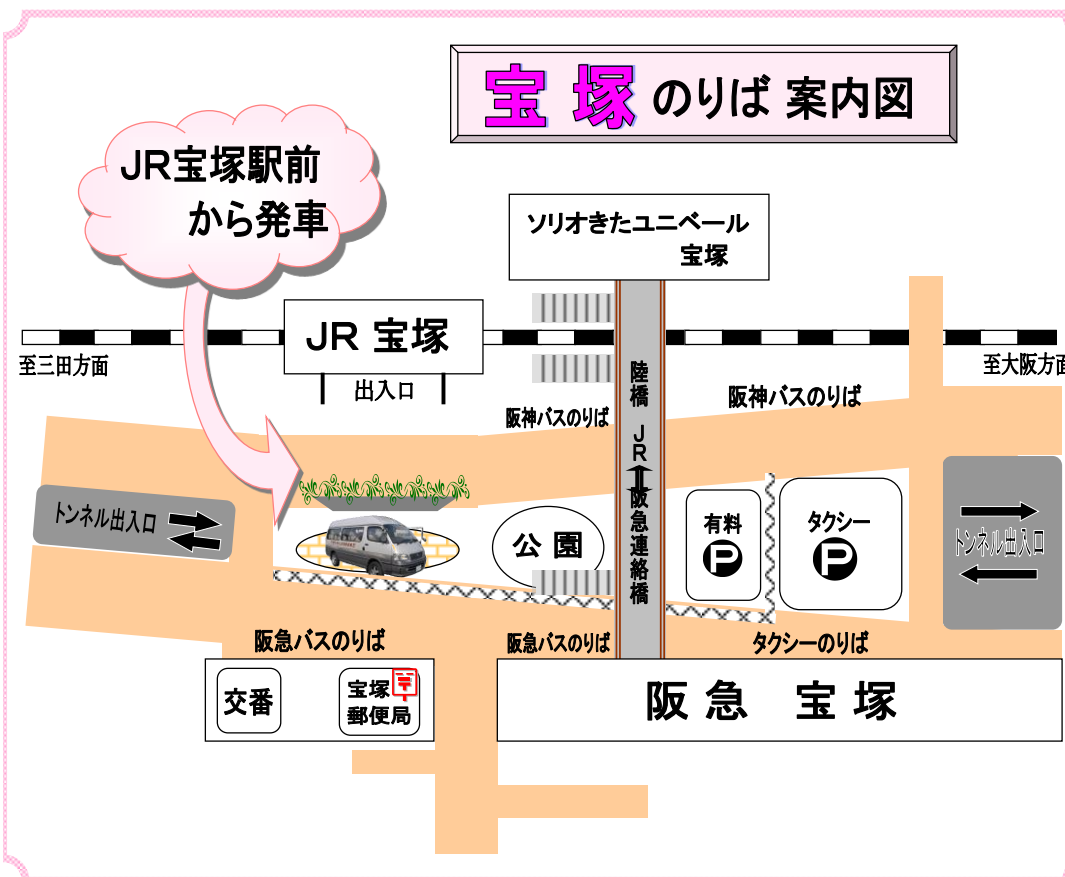 宝塚のりば 案内図
JR宝塚駅前
から発車
ソリオきたユニベール
宝塚
JR 宝塚
至三田方面
出入口
至大阪方面
阪神バスのりば
阪神バスのりば
陸橋 JR⬌阪急連絡橋
トンネル出入口
公園
有料
P
タクシー
P
トンネル出入口
阪急バスのりば
阪急バスのりば
タクシーのりば
交番
宝塚
郵便局
〒
阪急 宝塚